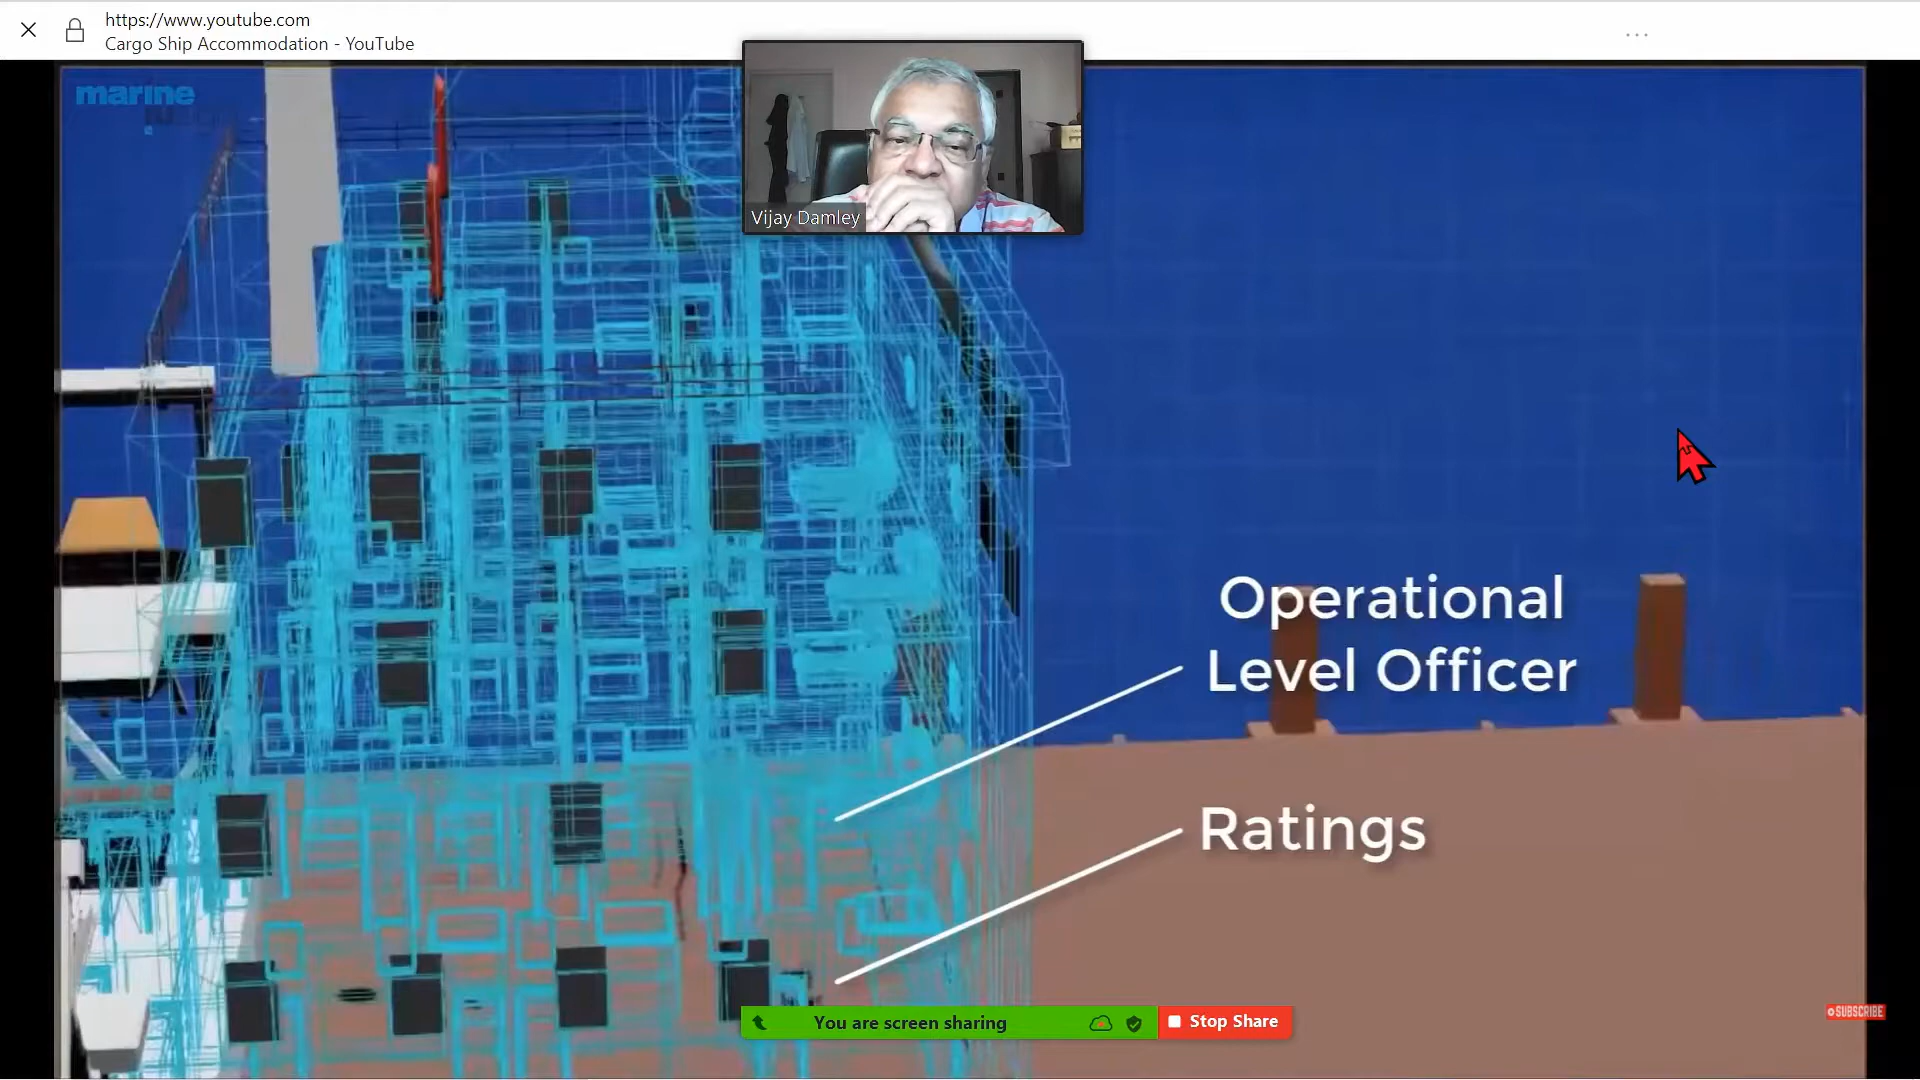 https://www.youtube.com
Cargo Ship Accommodation - YouTube
...
marine
Vijay Damley
Operational
Level Officer
Ratings
You are screen sharing
Stop Share
SUBSCRIBE